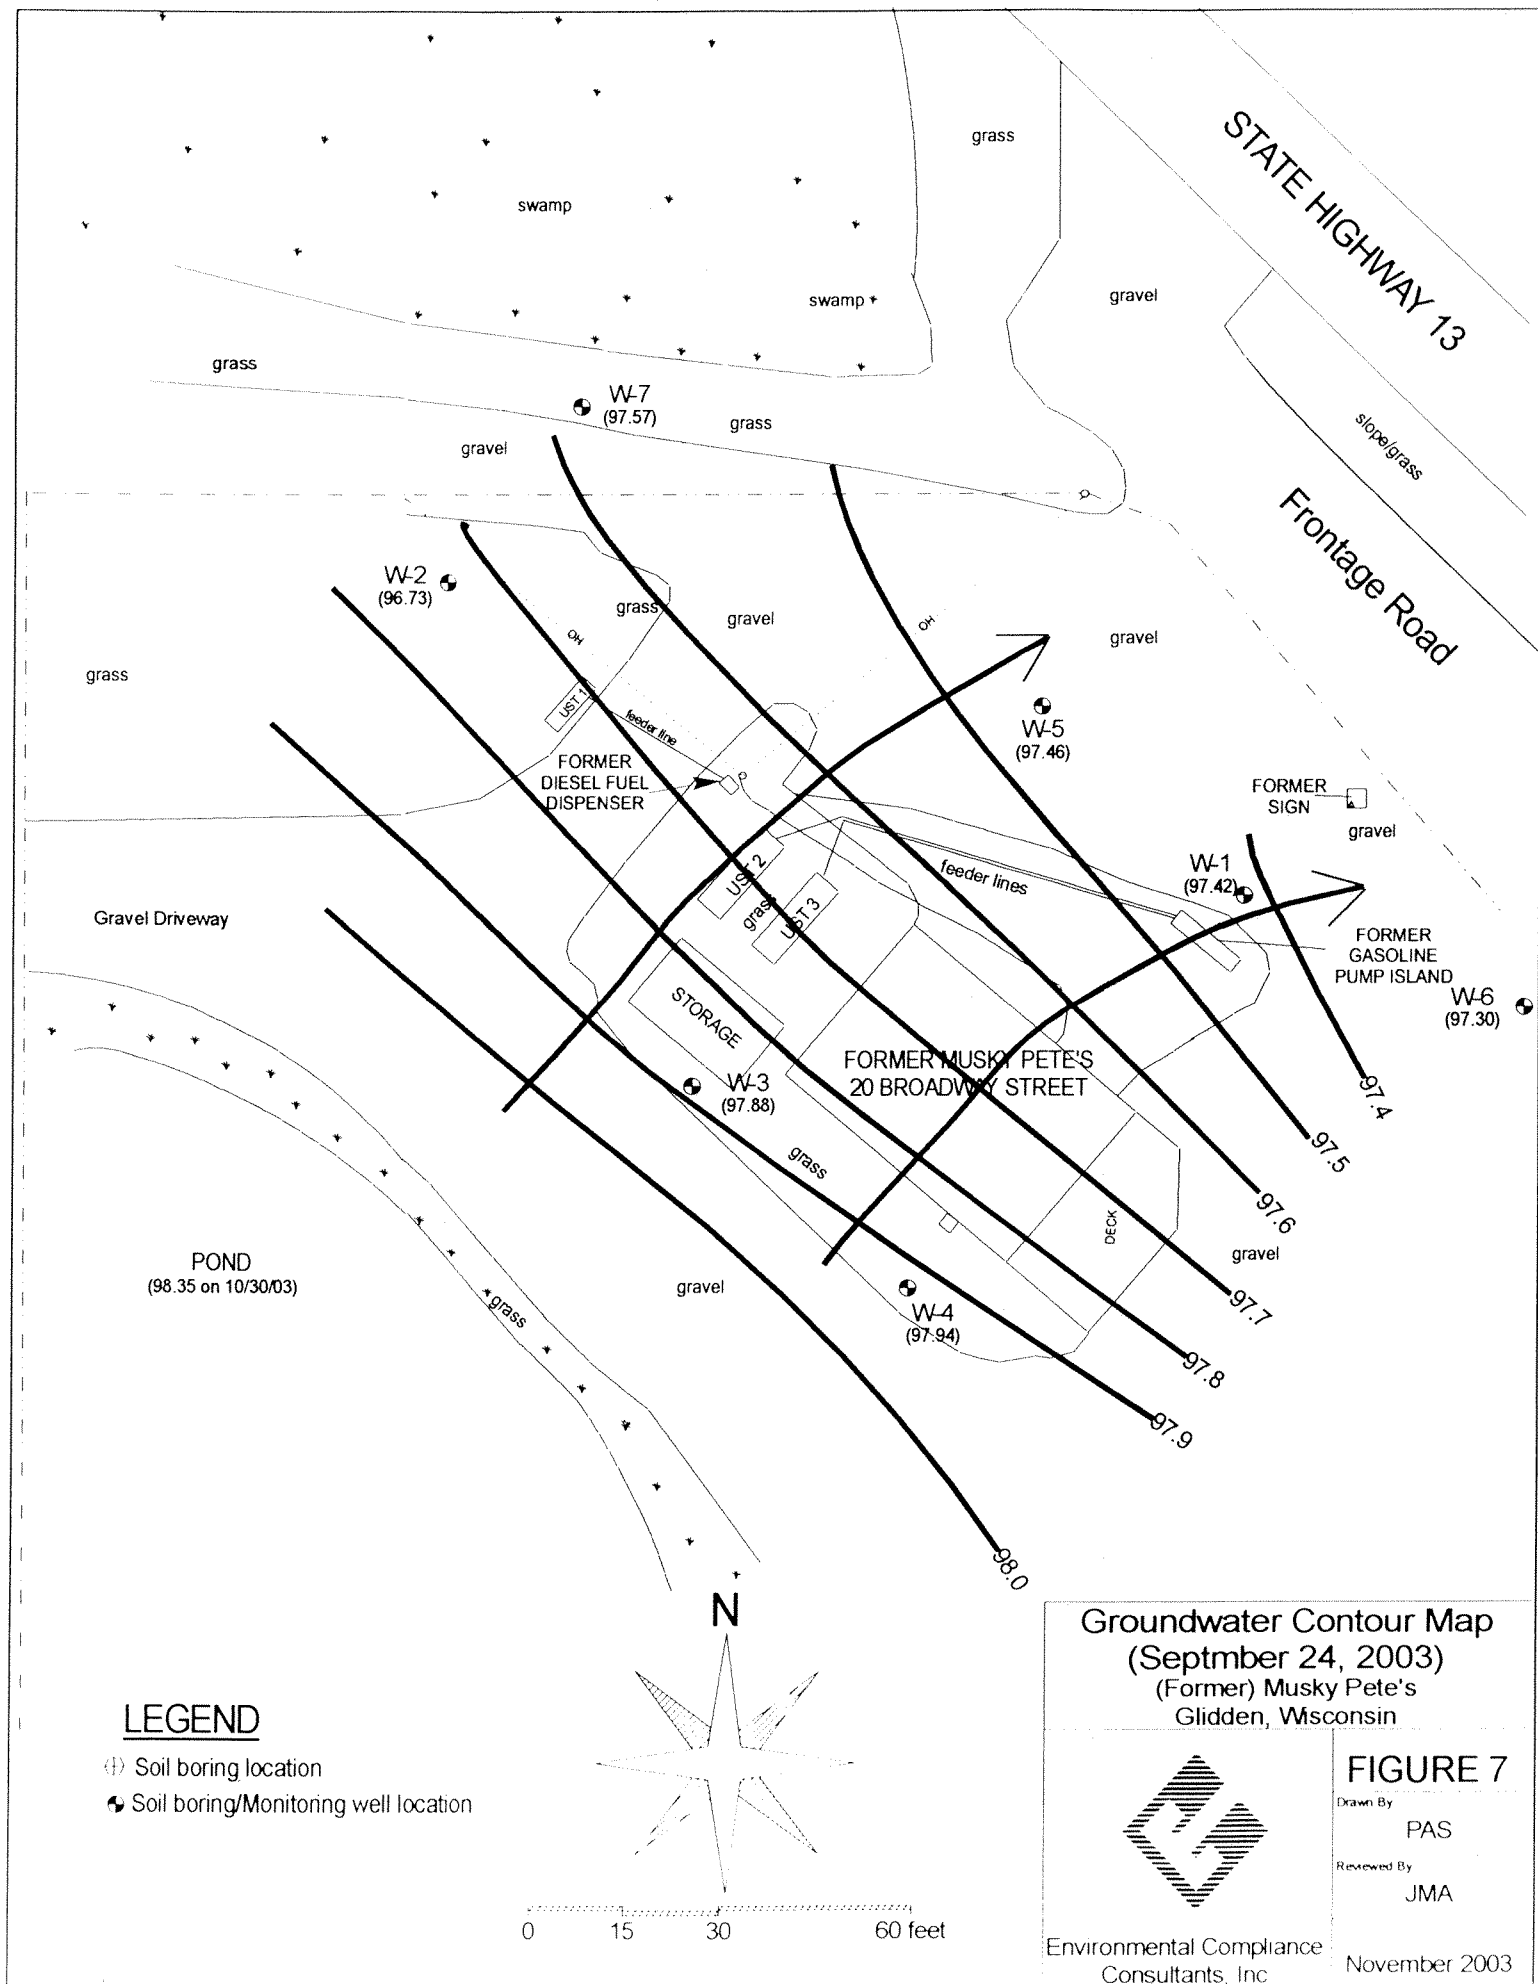 grass
STATE HIGHWAY 13
swamp
swamp
gravel
grass
W-7
(97.57)
grass
gravel
slope/grass
Frontage Road
W-2
(96.73)
grass
gravel
OH
OH
gravel
grass
UST 1
feeder line
W-5
(97.46)
FORMER
DIESEL FUEL
DISPENSER
FORMER
SIGN
gravel
W-1
(97.42)
feeder lines
UST 2
grass
UST 3
Gravel Driveway
FORMER
GASOLINE
PUMP ISLAND
W-6
(97.30)
STORAGE
FORMER MUSKY PETE'S
20 BROADWAY STREET
W-3
(97.88)
97.4
97.5
grass
97.6
DECK
gravel
POND
(98.35 on 10/30/03)
grass
gravel
W-4
(97.94)
97.7
97.8
97.9
98.0
N
Groundwater Contour Map
(Septmber 24, 2003)
(Former) Musky Pete's
Glidden, Wisconsin
LEGEND
Soil boring location
Soil boring/Monitoring well location
FIGURE 7
Drawn By
PAS
Reviewed By
JMA
0 15 30 60 feet
Environmental Compliance
Consultants, Inc
November 2003